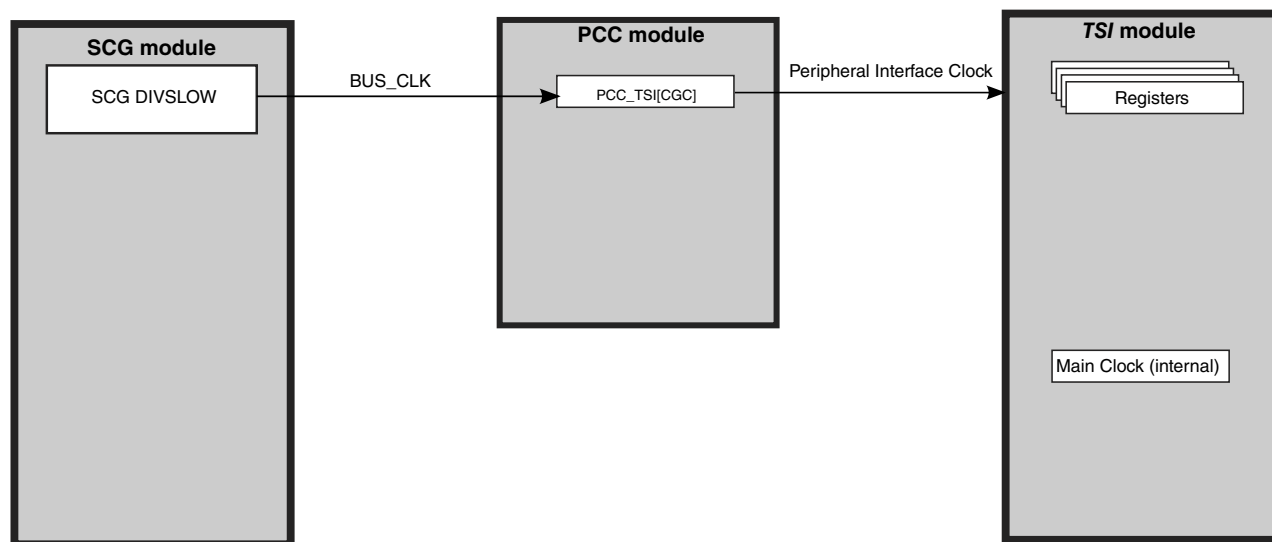 SCG module
SCG DIVSLOW
BUS_CLK
PCC module
PCC_TSI[CGC]
Peripheral Interface Clock
TSI module
Registers
Main Clock (internal)